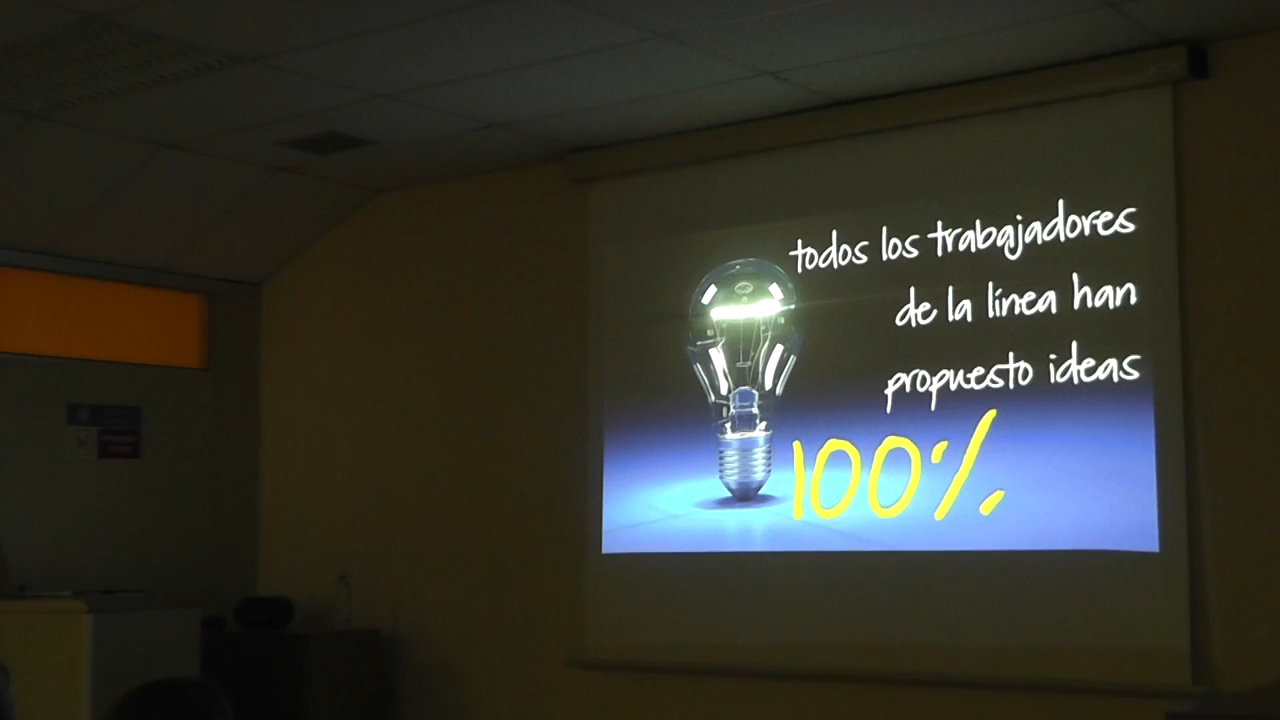 todos los trabajadores
de la línea han
propuesto ideas
100%